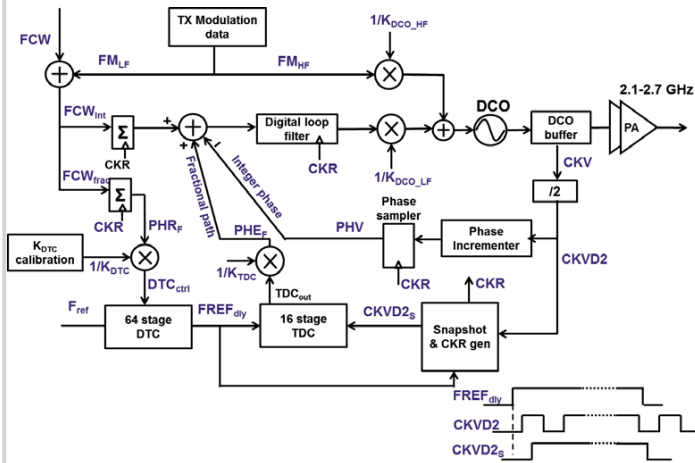 TX Modulation
data
1/K_DCO_HF
FCW
FM_LF
FM_HF
2.1-2.7 GHz
DCO
FCW_int
Σ
Digital loop
filter
DCO
buffer
PA
CKR
CKR
CKV
1/K_DCO_LF
FCW_frac
Σ
Fractional path
Integer phase
Phase
sampler
/2
CKR
PHR_F
PHE_F
PHV
Phase
Incrementer
K_DTC
calibration
1/K_DTC
1/K_TDC
CKR
CKR
CKVD2
DTC_ctrl
TDC_out
F_ref
64 stage
DTC
FREF_dly
16 stage
TDC
CKVD2_S
Snapshot
& CKR gen
FREF_dly
CKVD2
CKVD2_S